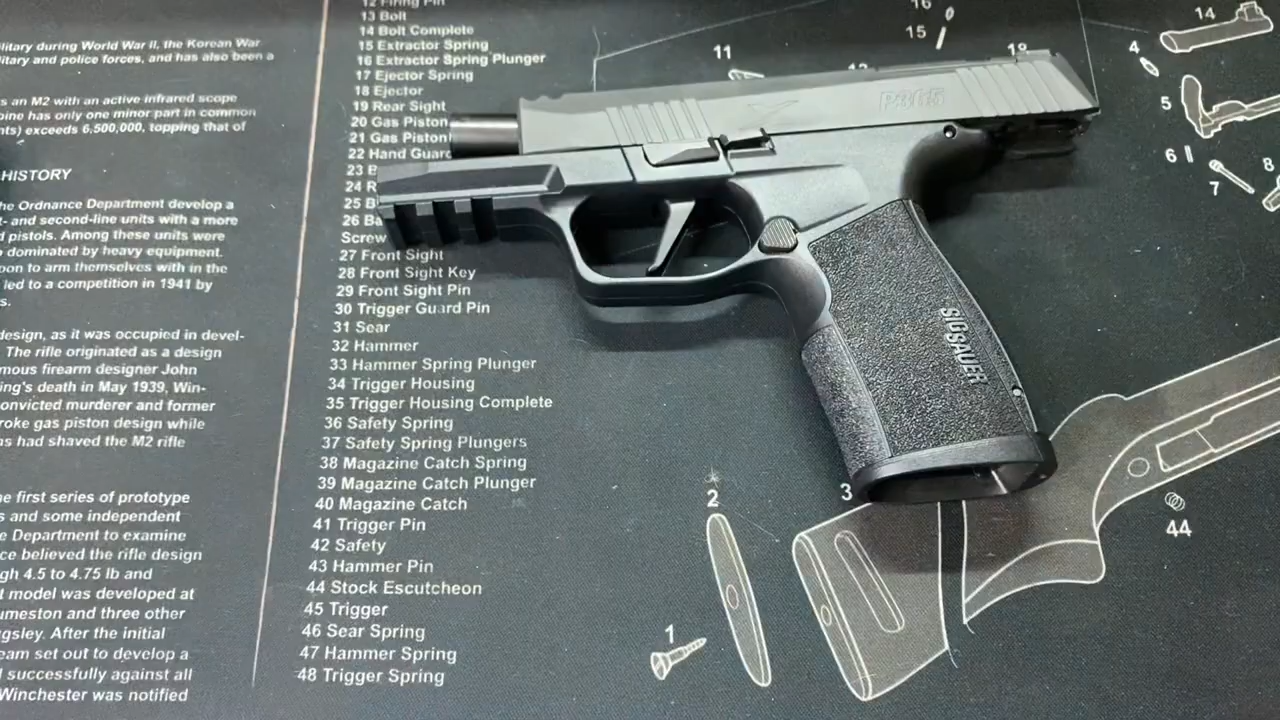 litary during World War II, the Korean War
litary and police forces, and has also been a
s an M2 with an active infrared scope
bine has only one minor part in common
nts) exceeds 6,500,000, topping that of
HISTORY
he Ordnance Department develop a
t- and second-line units with a more
d pistols. Among these units were
dominated by heavy equipment.
oon to arm themselves with in the
led to a competition in 1941 by
s.
design, as it was occupied in devel-
The rifle originated as a design
mous firearm designer John
ing's death in May 1939, Win-
onvicted murderer and former
roke gas piston design while
ns had shaved the M2 rifle
he first series of prototype
s and some independent
e Department to examine
ce believed the rifle design
gh 4.5 to 4.75 lb and
t model was developed at
umeston and three other
gsley. After the initial
eam set out to develop a
d successfully against all
Winchester was notified
12 Firing Pin
13 Bolt
14 Bolt Complete
15 Extractor Spring
16 Extractor Spring Plunger
17 Ejector Spring
18 Ejector
19 Rear Sight
20 Gas Piston
21 Gas Piston
22 Hand Guard
23 B
24 R
25 B
26 Ba
Screw
27 Front Sight
28 Front Sight Key
29 Front Sight Pin
30 Trigger Guard Pin
31 Sear
32 Hammer
33 Hammer Spring Plunger
34 Trigger Housing
35 Trigger Housing Complete
36 Safety Spring
37 Safety Spring Plungers
38 Magazine Catch Spring
39 Magazine Catch Plunger
40 Magazine Catch
41 Trigger Pin
42 Safety
43 Hammer Pin
44 Stock Escutcheon
45 Trigger
46 Sear Spring
47 Hammer Spring
48 Trigger Spring
16
15
11
18
14
4
5
6
7
8
P365
SIG SAUER
3
2
1
44